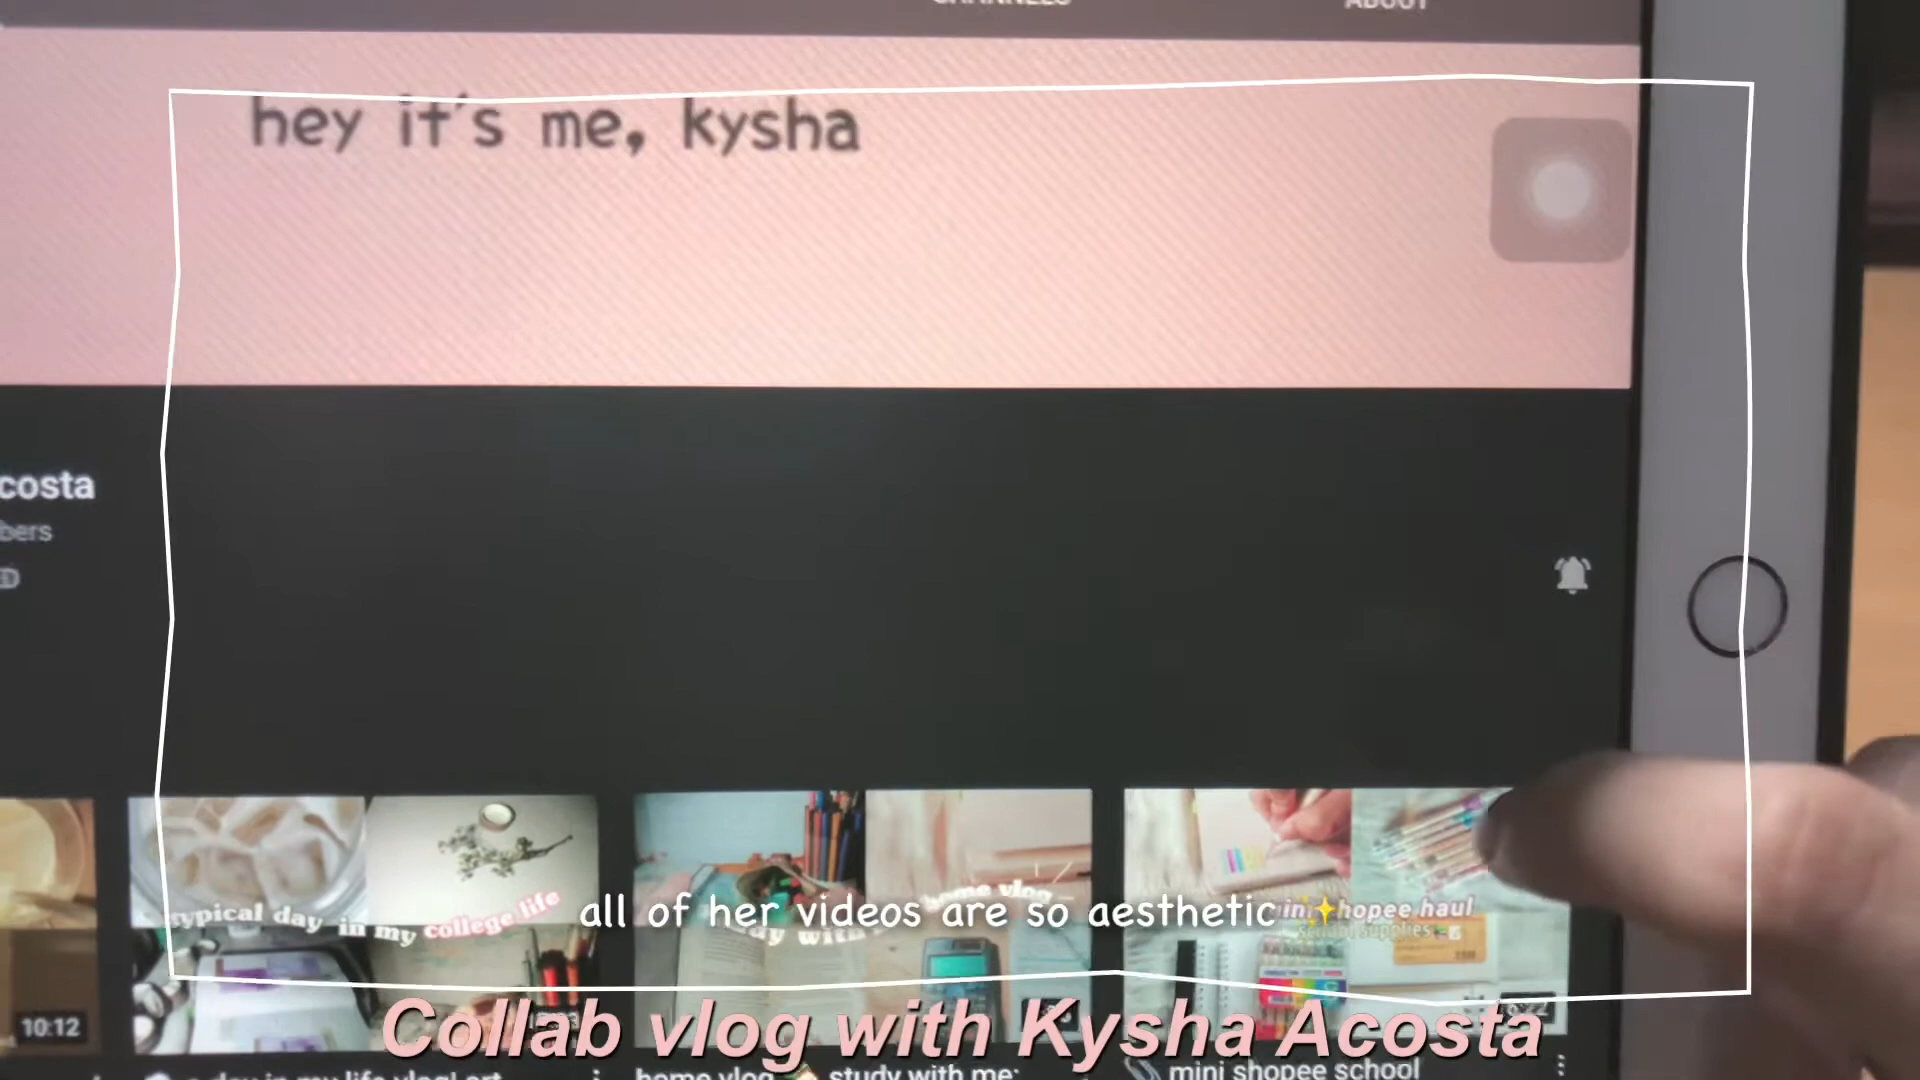 CHANNELS
ABOUT
hey it's me, kysha
costa
bers
typical day in my college life
home vlog
all of her videos are so aesthetic✨
hopee haul
10:12
Collab vlog with Kysha Acosta
home vlog
study with me:
mini shopee school